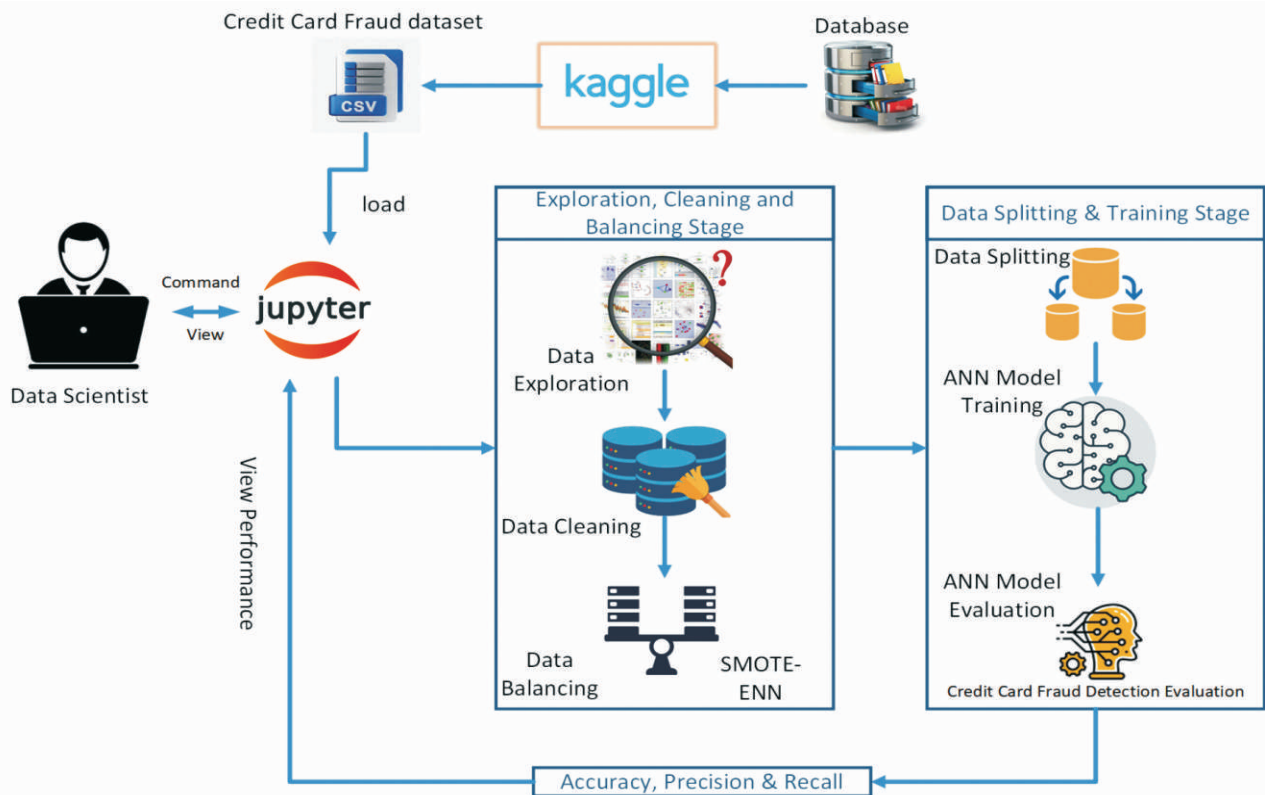 Credit Card Fraud dataset
CSV
kaggle
Database
load
Data Scientist
Command
View
jupyter
Exploration, Cleaning and
Balancing Stage
?
Data
Exploration
Data Cleaning
Data
Balancing
SMOTE-
ENN
Data Splitting & Training Stage
Data Splitting
ANN Model
Training
ANN Model
Evaluation
Credit Card Fraud Detection Evaluation
Accuracy, Precision & Recall
View Performance